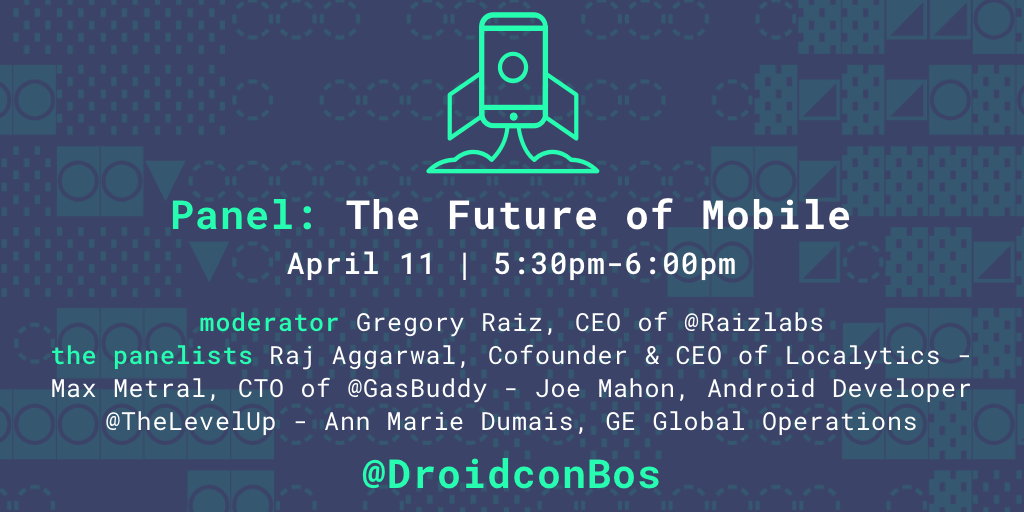 Panel: The Future of Mobile
April 11 | 5:30pm-6:00pm
moderator Gregory Raiz, CEO of @Raizlabs
the panelists Raj Aggarwal, Cofounder & CEO of Localytics -
Max Metral, CTO of @GasBuddy - Joe Mahon, Android Developer
@TheLevelUp - Ann Marie Dumais, GE Global Operations
@DroidconBos